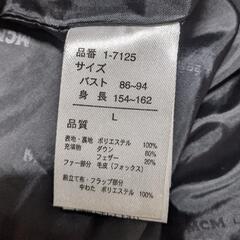 品番 1-7125
サイズ
バスト 86~94
身長 154~162
L
品質
表地・裏地 ポリエステル 100%
充填物 ダウン 80%
フェザー 20%
ファー部分 毛皮(フォックス)
別立て布・フラップ部分
中わた ポリエステル 100%
MCM
MCM